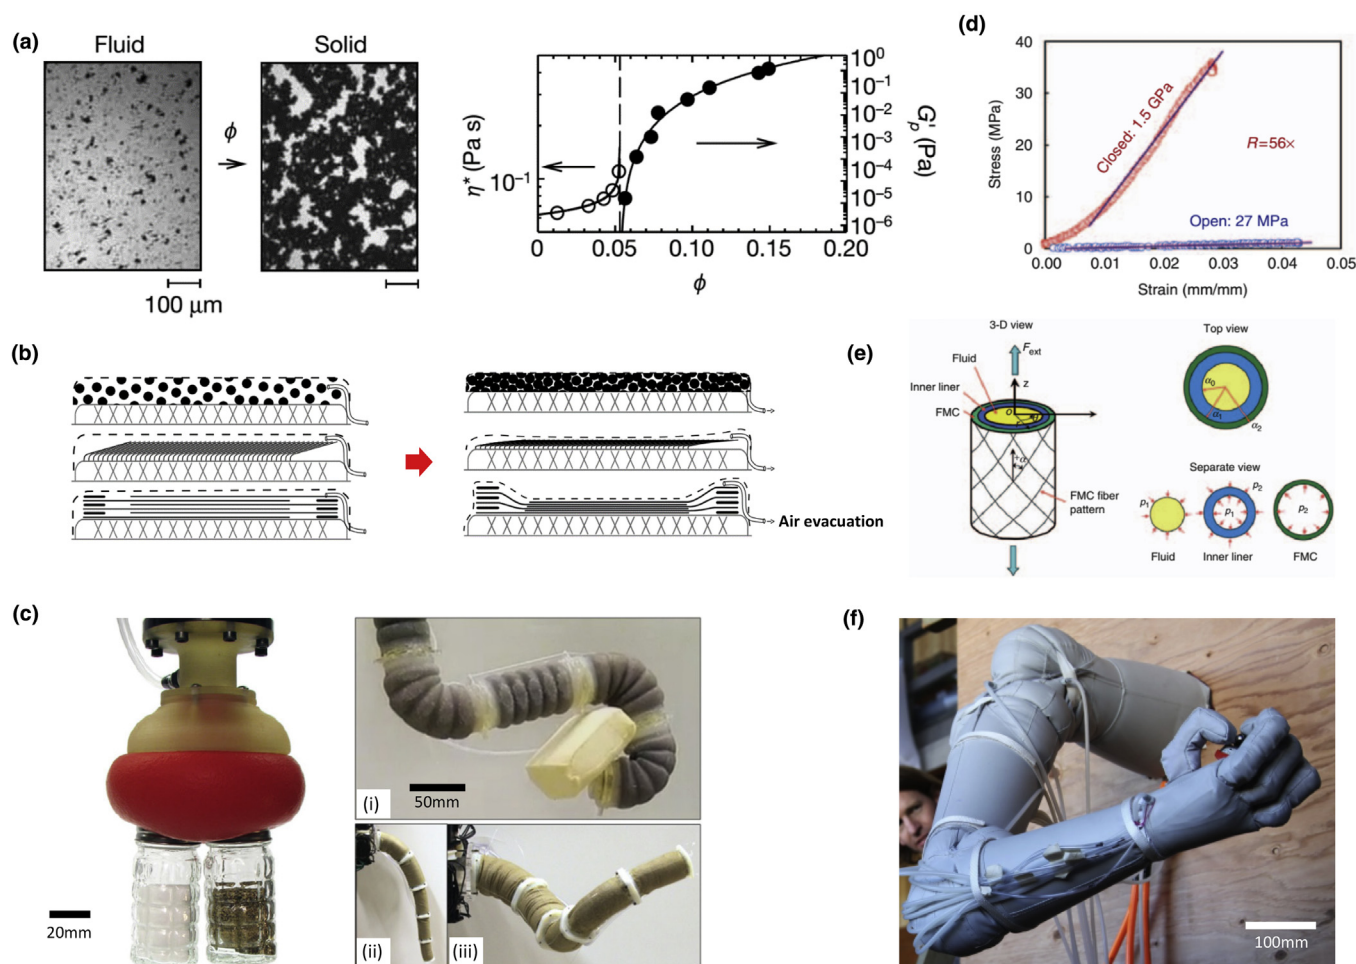 (a)
Fluid
Solid
ϕ
100 μm
η* (Pa s)
10⁻¹
0
0.05
0.10
0.15
0.20
ϕ
10⁰
10⁻¹
10⁻²
10⁻³
10⁻⁴
10⁻⁵
10⁻⁶
G'p (Pa)
(d)
Stress (MPa)
40
30
20
10
0
0.00
0.01
0.02
0.03
0.04
0.05
Strain (mm/mm)
Closed: 1.5 GPa
R=56×
Open: 27 MPa
(b)
Air evacuation
(e)
3-D view
Fext
Fluid
Inner liner
FMC
z
o
+α
FMC fiber
pattern
Top view
α0
α1
α2
Separate view
p1
p1
p2
p2
Fluid
Inner liner
FMC
(c)
20mm
50mm
(i)
(ii)
(iii)
(f)
100mm